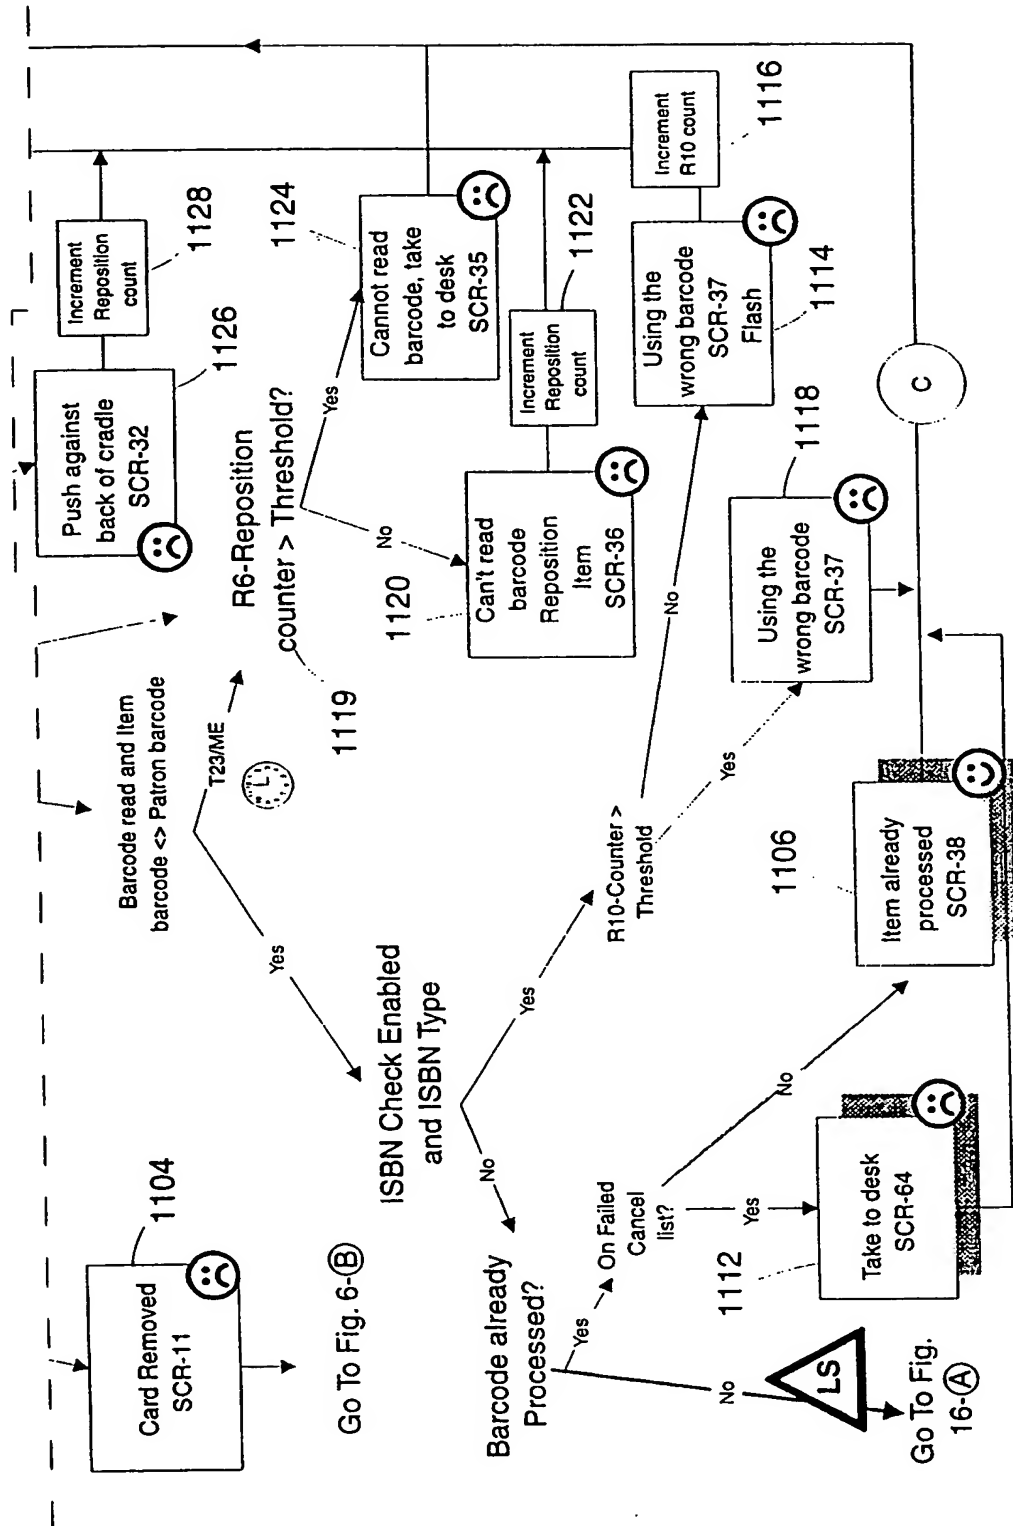 Card Removed
SCR-11
1104
Go To Fig. 6-B
Barcode read and Item
barcode <> Patron barcode
T23/ME
L
Yes
Push against
back of cradle
SCR-32
1126
Increment
Reposition
count
1128
R6-Reposition
counter > Threshold?
1119
Yes
No
Cannot read
barcode, take
to desk
SCR-35
1124
Can't read
barcode
Reposition
Item
SCR-36
1120
Increment
Reposition
count
1122
ISBN Check Enabled
and ISBN Type
No
Yes
Barcode already
Processed?
Yes
No
On Failed
Cancel
list?
Yes
No
R10-Counter >
Threshold
No
Yes
Using the
wrong barcode
SCR-37
Flash
1114
Increment
R10 count
1116
Using the
wrong barcode
SCR-37
1118
Item already
processed
SCR-38
1106
Take to desk
SCR-64
1112
LS
Go To Fig.
16-A
C